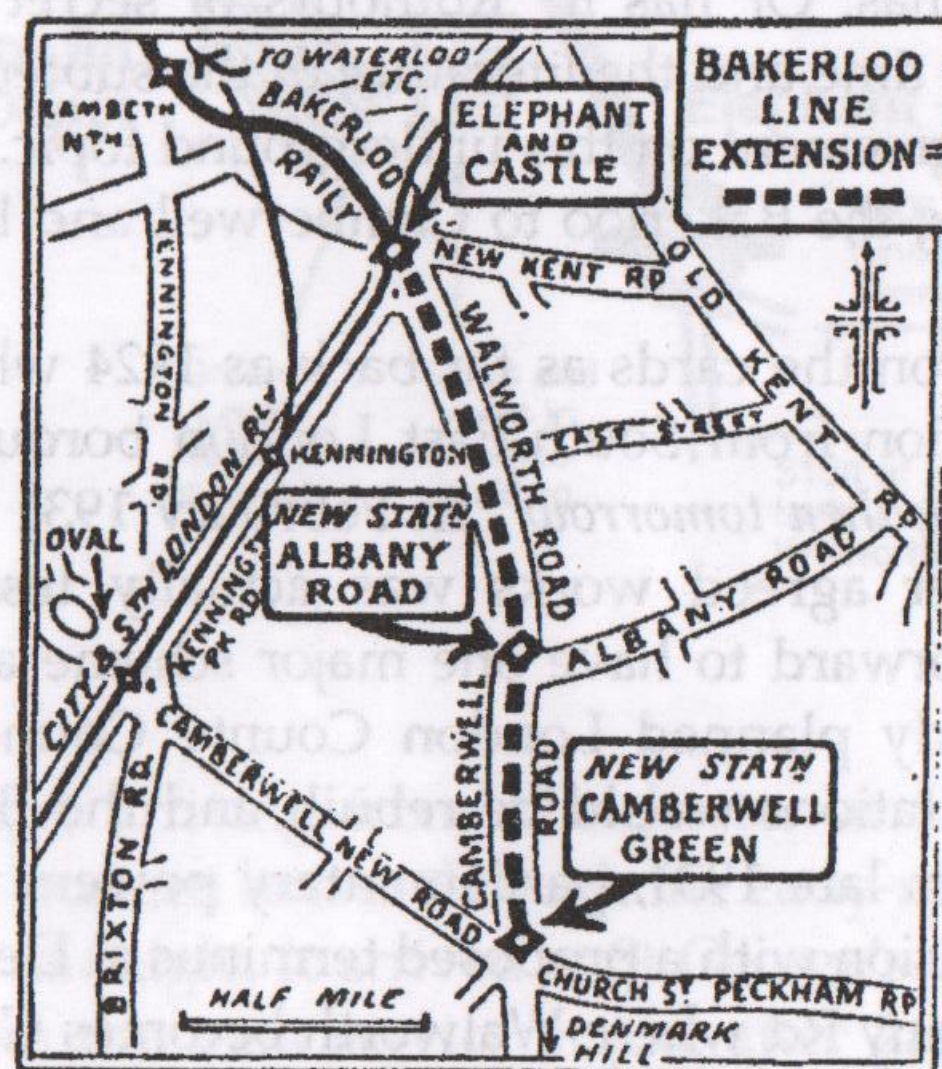 BAKERLOO
LINE
EXTENSION =
TO WATERLOO
ETC.
BAKERLOO
RAILY
LAMBETH
NTH
ELEPHANT
AND
CASTLE
NEW KENT RD
OLD KENT RD
KENNINGTON RD
WALWORTH ROAD
EAST STREET
KENNINGTON
CITY & STH LONDON RLY
OVAL
KENNINGTN
PK RD
NEW STATN
ALBANY
ROAD
ALBANY ROAD
CAMBERWELL
ROAD
CAMBERWELL NEW ROAD
NEW STATN
CAMBERWELL
GREEN
BRIXTON RD
HALF MILE
CHURCH ST. PECKHAM RD
DENMARK
HILL